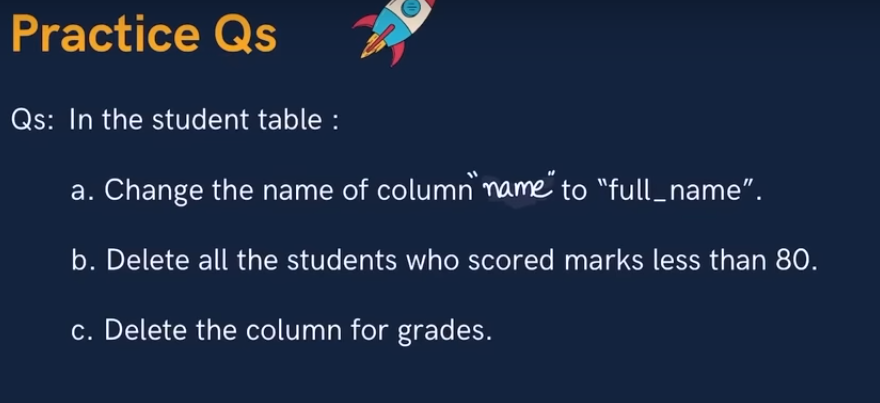 Practice Qs
Qs: In the student table :
a. Change the name of column "name" to "full_name".
b. Delete all the students who scored marks less than 80.
c. Delete the column for grades.